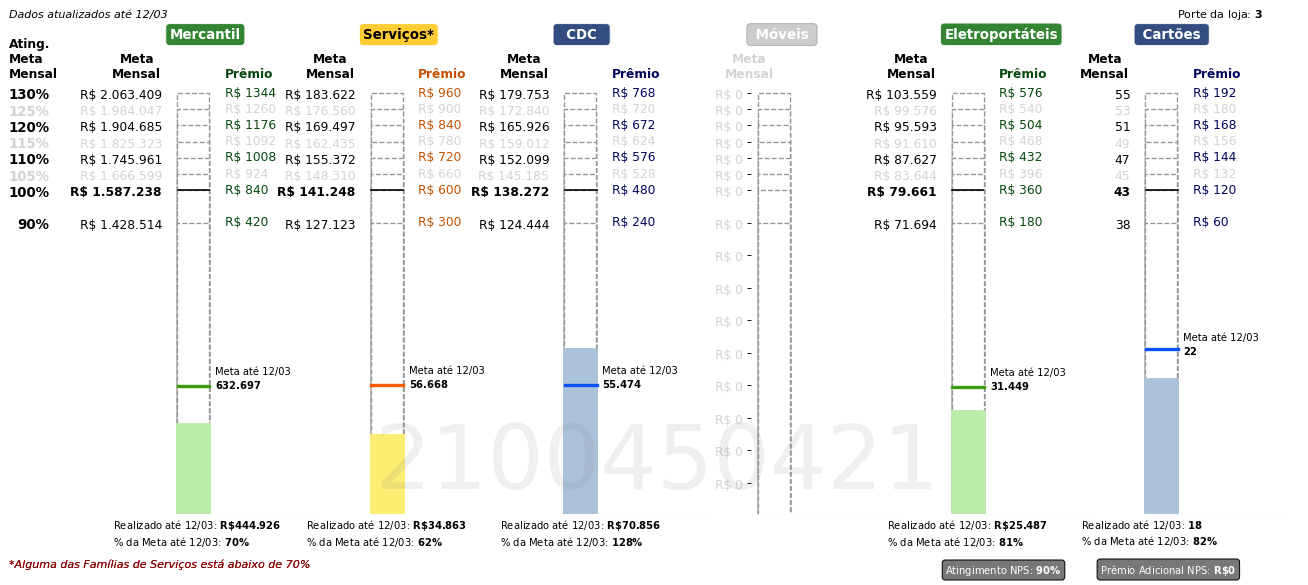 Dados atualizados até 12/03
Porte da loja: 3
Mercantil Serviços* CDC Móveis Eletroportáteis Cartões
Ating. Meta Mensal
Meta Mensal Prêmio Meta Mensal Prêmio Meta Mensal Prêmio Meta Mensal Meta Mensal Prêmio Meta Mensal Prêmio
130% R$ 2.063.409 R$ 1344 R$ 183.622 R$ 960 R$ 179.753 R$ 768 R$ 0 R$ 103.559 R$ 576 55 R$ 192
125% R$ 1.984.047 R$ 1260 R$ 176.560 R$ 900 R$ 172.840 R$ 720 R$ 0 R$ 99.576 R$ 540 53 R$ 180
120% R$ 1.904.685 R$ 1176 R$ 169.497 R$ 840 R$ 165.926 R$ 672 R$ 0 R$ 95.593 R$ 504 51 R$ 168
115% R$ 1.825.323 R$ 1092 R$ 162.435 R$ 780 R$ 159.012 R$ 624 R$ 0 R$ 91.610 R$ 468 49 R$ 156
110% R$ 1.745.961 R$ 1008 R$ 155.372 R$ 720 R$ 152.099 R$ 576 R$ 0 R$ 87.627 R$ 432 47 R$ 144
105% R$ 1.666.599 R$ 924 R$ 148.310 R$ 660 R$ 145.185 R$ 528 R$ 0 R$ 83.644 R$ 396 45 R$ 132
100% R$ 1.587.238 R$ 840 R$ 141.248 R$ 600 R$ 138.272 R$ 480 R$ 0 R$ 79.661 R$ 360 43 R$ 120
90% R$ 1.428.514 R$ 420 R$ 127.123 R$ 300 R$ 124.444 R$ 240 R$ 0 R$ 71.694 R$ 180 38 R$ 60
R$ 0
R$ 0
R$ 0
R$ 0
R$ 0
R$ 0
R$ 0
R$ 0
Meta até 12/03
632.697
Meta até 12/03
56.668
Meta até 12/03
55.474
Meta até 12/03
31.449
Meta até 12/03
22
2100450421
Realizado até 12/03: R$444.926
% da Meta até 12/03: 70%
Realizado até 12/03: R$34.863
% da Meta até 12/03: 62%
Realizado até 12/03: R$70.856
% da Meta até 12/03: 128%
Realizado até 12/03: R$25.487
% da Meta até 12/03: 81%
Realizado até 12/03: 18
% da Meta até 12/03: 82%
*Alguma das Famílias de Serviços está abaixo de 70%
Atingimento NPS: 90%
Prêmio Adicional NPS: R$0